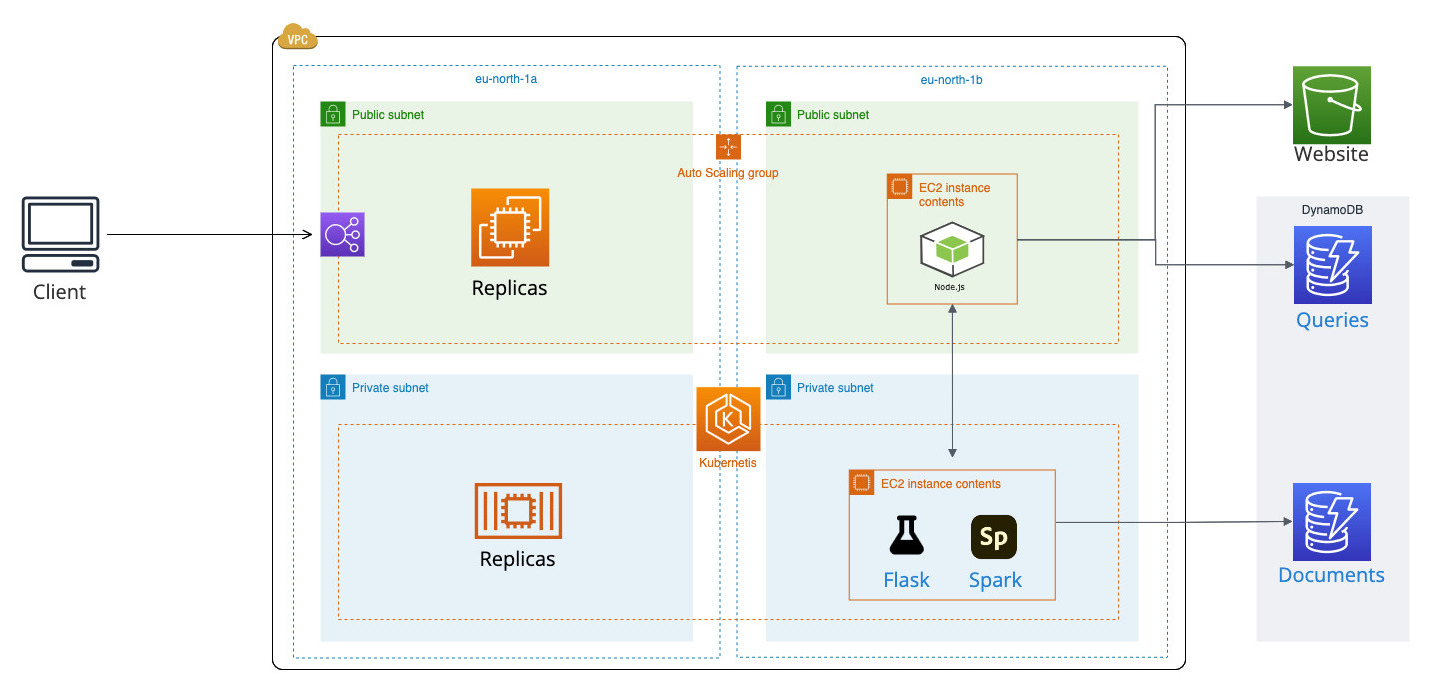 VPC
eu-north-1a
eu-north-1b
Public subnet
Public subnet
Auto Scaling group
EC2 instance
contents
Node.js
Replicas
Client
Website
DynamoDB
Queries
Private subnet
Private subnet
K
Kubernetis
EC2 instance contents
Sp
Replicas
Flask
Spark
Documents